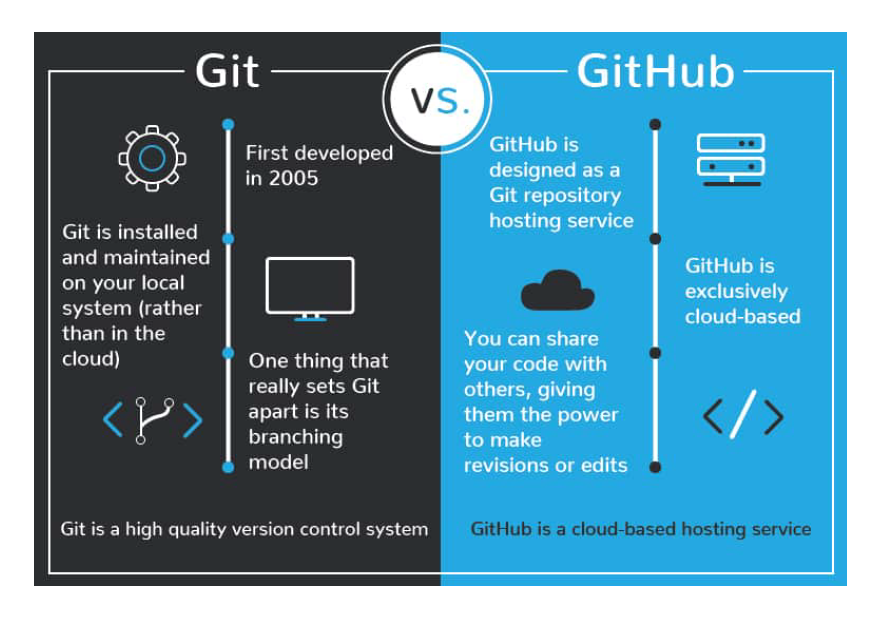 Git
vs.
GitHub
First developed
in 2005
Git is installed
and maintained
on your local
system (rather
than in the
cloud)
One thing that
really sets Git
apart is its
branching
model
Git is a high quality version control system
GitHub is
designed as a
Git repository
hosting service
GitHub is
exclusively
cloud-based
You can share
your code with
others, giving
them the power
to make
revisions or edits
GitHub is a cloud-based hosting service